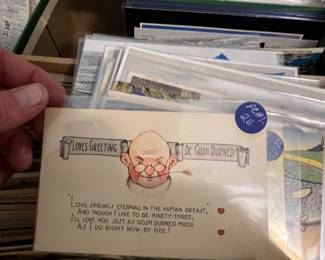 LOVES GREETING
BE GOSH DURNED
"LOVE SPRINGS ETERNAL IN THE HUMAN BREAST,
AND THOUGH I LIVE TO BE NINETY-THREE,
I'LL LOVE YOU JUST AS GOSH DURNED MUCH
AS I DO RIGHT NOW, BY GEE!